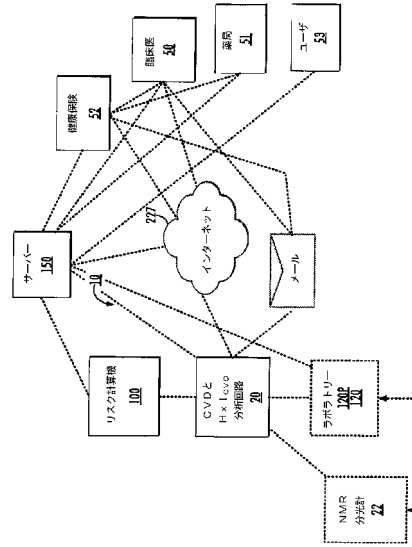 サーバー
150
健康保険
52
臨床医
50
薬局
51
ユーザ
53
10
227
インターネット
メール
リスク計算機
100
CVDと
HxIcvp
分析回路
20
ラボラトリー
120P
120
NMR
分光計
22